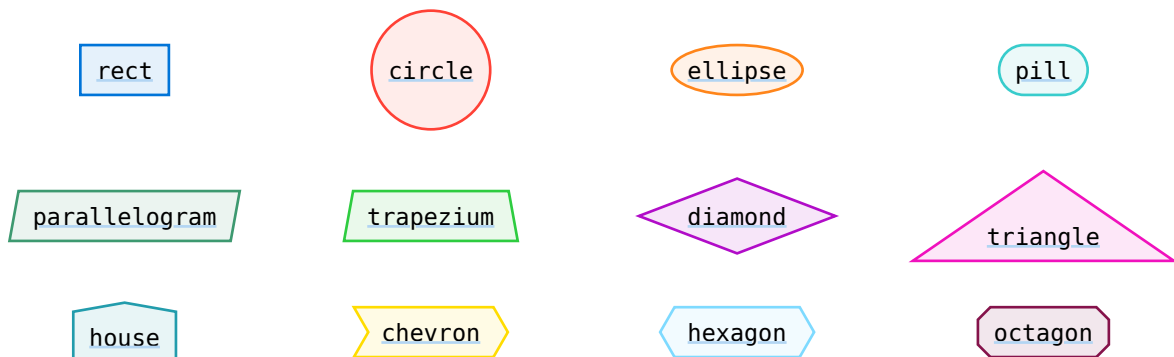 rect
circle
ellipse
pill
parallelogram
trapezium
diamond
triangle
house
chevron
hexagon
octagon